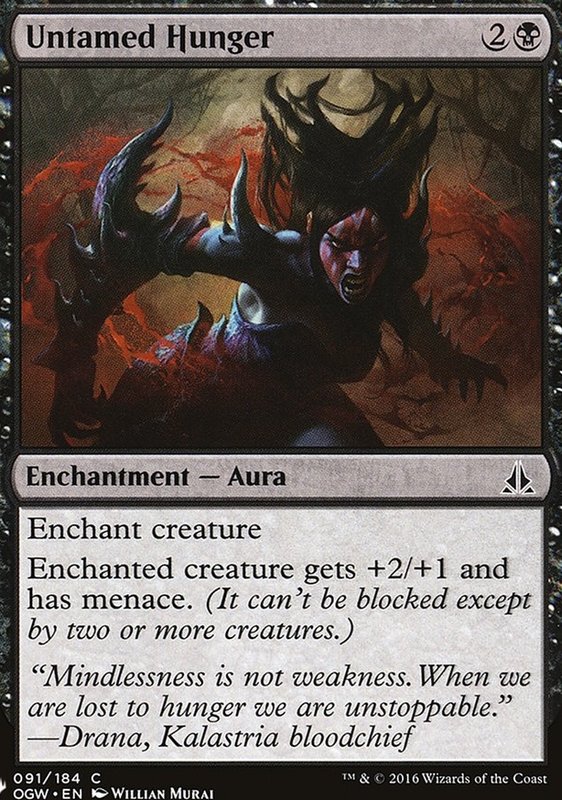 Untamed Hunger 2
Enchantment — Aura
Enchant creature
Enchanted creature gets +2/+1 and
has menace. (It can't be blocked except
by two or more creatures.)
“Mindlessness is not weakness. When we
are lost to hunger we are unstoppable.”
—Drana, Kalastria bloodchief
091/184 C
OGW • EN Willian Murai
™ & © 2016 Wizards of the Coast